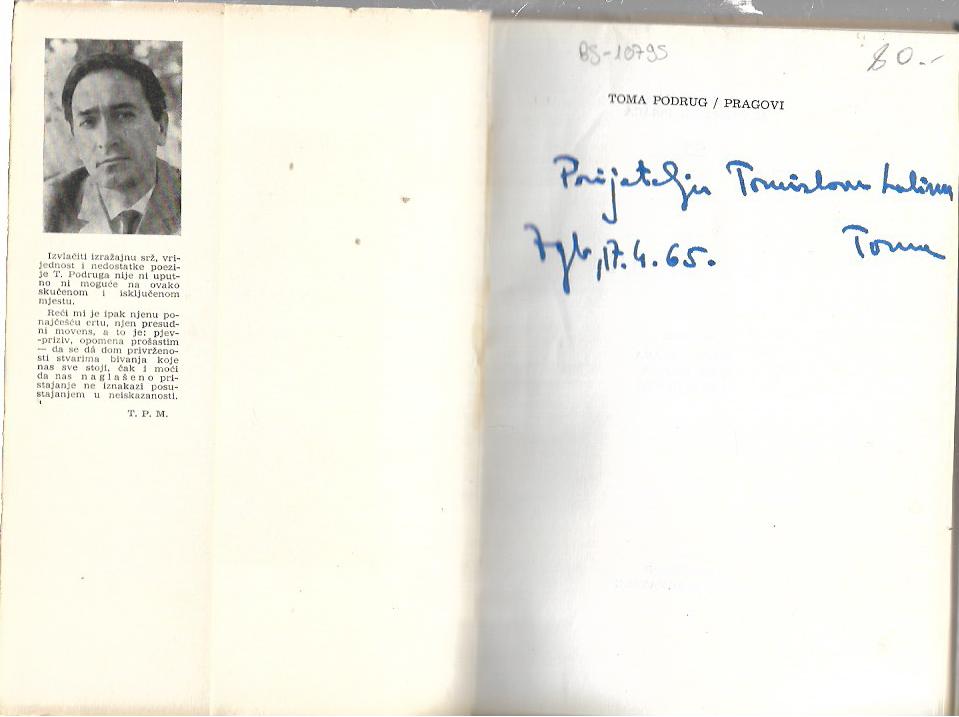 Izvlačiti izražajnu srž, vri-
jednost i nedostatke poezi-
je T. Podruga nije ni uput-
no ni moguće na ovako
skučenom i isključenom
mjestu.
Reći mi je ipak njenu po-
najčešću crtu, njen presud-
ni movens, a to je: pjev-
-priziv, opomena prošastim
— da se dâ dom privrženo-
sti stvarima bivanja koje
nas sve stoji, čak i moći
da nas naglašeno pri-
stajanje ne iznakazi posu-
stajanjem u neiskazanosti.
T. P. M.
BS-10795
80.-
TOMA PODRUG / PRAGOVI
Prijatelju Tomislavu
Zgb, 17.4.65. Toma